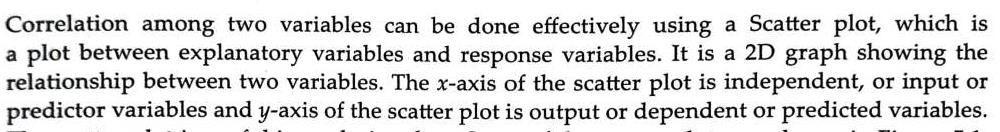 Correlation among two variables can be done effectively using a Scatter plot, which is
a plot between explanatory variables and response variables. It is a 2D graph showing the
relationship between two variables. The x-axis of the scatter plot is independent, or input or
predictor variables and y-axis of the scatter plot is output or dependent or predicted variables.